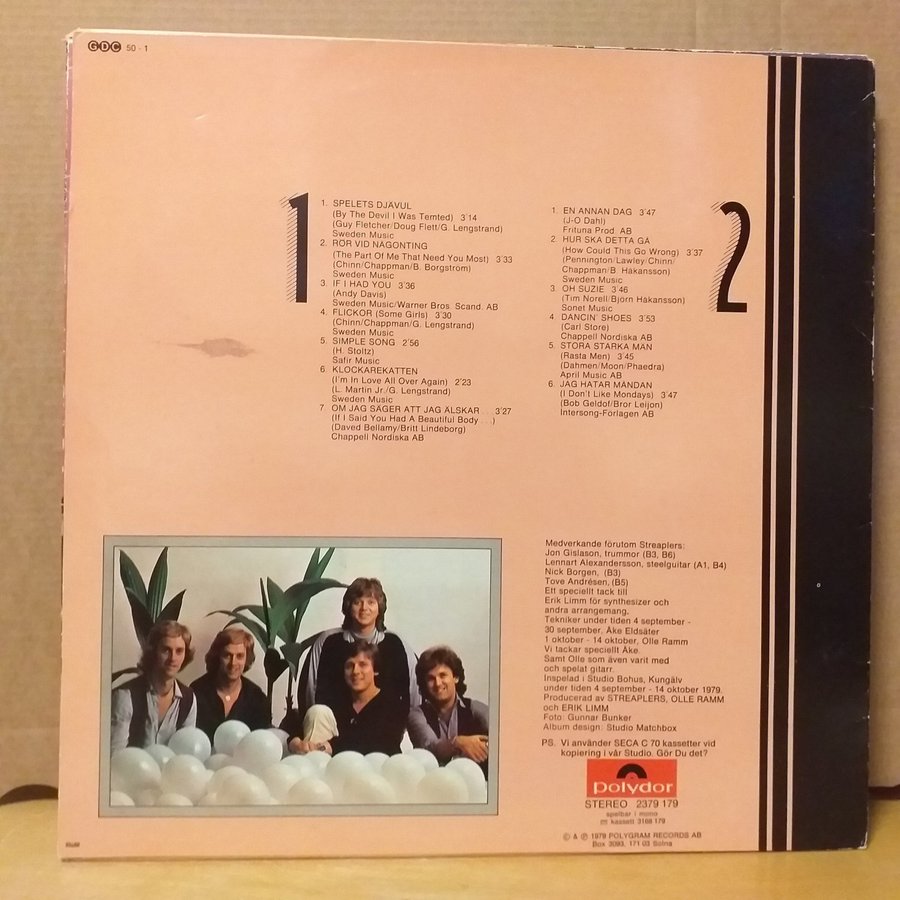 GDC 50 - 1
1
1. SPELETS DJÄVUL
(By The Devil I Was Temted) 3'14
(Guy Fletcher/Doug Flett/G. Lengstrand)
Sweden Music
2. RÖR VID NÅGONTING
(The Part Of Me That Need You Most) 3'33
(Chinn/Chapman/B. Borgström)
Sweden Music
3. IF I HAD YOU 3'36
(Andy Davis)
Sweden Music/Warner Bros. Scand. AB
4. FLICKOR (Some Girls) 3'30
(Chinn/Chapman/G. Lengstrand)
Sweden Music
5. SIMPLE SONG 2'56
(H. Stoltz)
Safir Music
6 KLOCKAREKATTEN
(I'm In Love All Over Again) 2'23
(L. Martin Jr./G. Lengstrand)
Sweden Music
7. OM JAG SÄGER ATT JAG ÄLSKAR . . 3'27
(If I Said You Had A Beautiful Body . . .)
(Daved Bellamy/Britt Lindeborg)
Chappell Nordiska AB
2
1. EN ANNAN DAG 3'47
(J-O Dahl)
Frituna Prod. AB
2. HUR SKA DETTA GÅ
(How Could This Go Wrong) 3'37
(Pennington/Lawley/Chinn/
Chapman/B. Håkansson)
Sweden Music
3. OH SUZIE 3'46
(Tim Norell/Björn Håkansson)
Sonet Music
4. DANCIN' SHOES 3'53
(Carl Store)
Chappell Nordiska AB
5. STORA STARKA MAN
(Rasta Men) 3'45
(Dahmen/Moon/Phaedra)
April Music AB
6. JAG HATAR MÅNDAN
(I Don't Like Mondays) 3'47
(Bob Geldof/Bror Leijon)
Intersong-Förlagen AB
Medverkande förutom Streaplers:
Jon Gislason, trummor (B3, B6)
Lennart Alexandersson, steelguitar (A1, B4)
Nick Borgen, (B3)
Tove Andrésen, (B5)
Ett speciellt tack till
Erik Limm för synthesizer och
andra arrangemang,
Tekniker under tiden 4 september -
30 september, Åke Eldsäter
1 oktober - 14 oktober, Olle Ramm
Vi tackar speciellt Åke.
Samt Olle som även varit med
och spelat gitarr.
Inspelad i Studio Bohus, Kungälv
under tiden 4 september - 14 oktober 1979.
Producerad av STREAPLERS, OLLE RAMM
och ERIK LIMM
Foto: Gunnar Bunker
Album design: Studio Matchbox
PS. Vi använder SECA C 70 kassetter vid
kopiering i vår Studio. Gör Du det?
polydor
STEREO 2379 179
spelbar i mono
kassett 3168 179
© & ℗ 1979 POLYGRAM RECORDS AB
Box 3093, 171 03 Solna